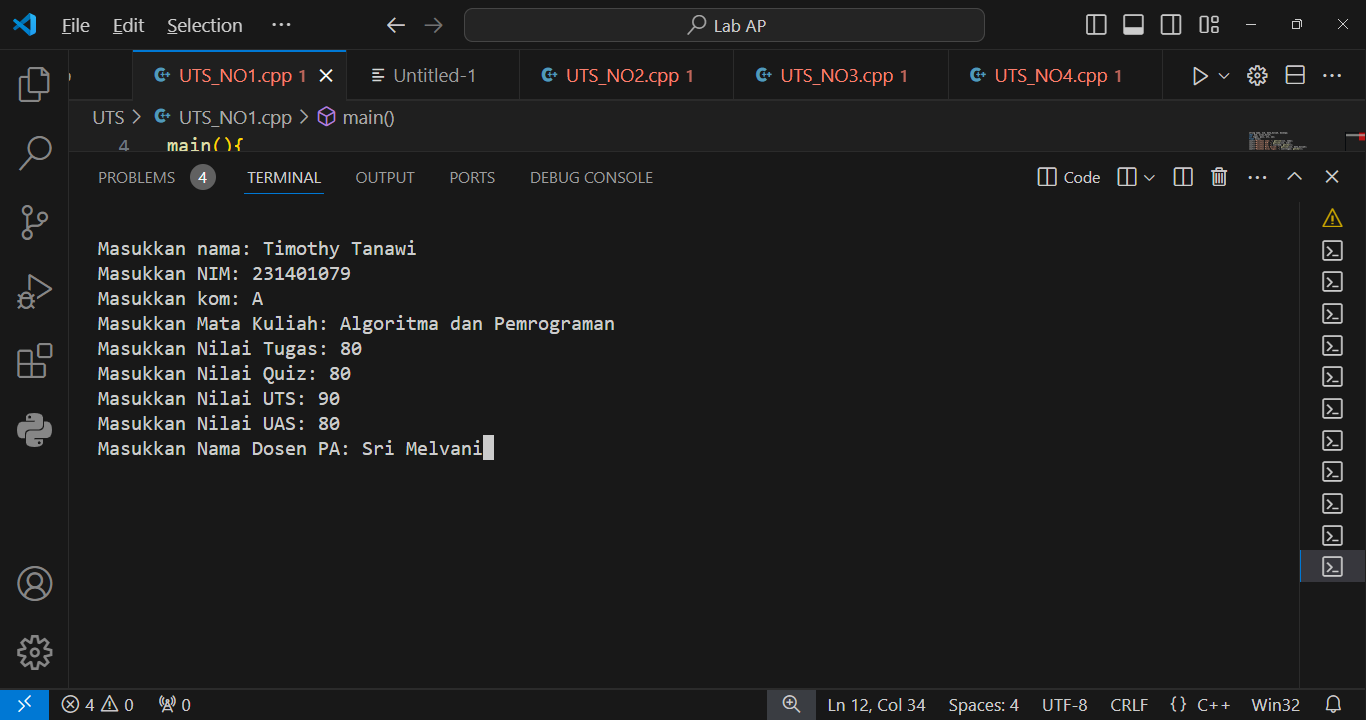 File Edit Selection ··· Lab AP
UTS_NO1.cpp 1 Untitled-1 UTS_NO2.cpp 1 UTS_NO3.cpp 1 UTS_NO4.cpp 1
UTS > UTS_NO1.cpp > main()
4 main(){
PROBLEMS 4 TERMINAL OUTPUT PORTS DEBUG CONSOLE Code
Masukkan nama: Timothy Tanawi
Masukkan NIM: 231401079
Masukkan kom: A
Masukkan Mata Kuliah: Algoritma dan Pemrograman
Masukkan Nilai Tugas: 80
Masukkan Nilai Quiz: 80
Masukkan Nilai UTS: 90
Masukkan Nilai UAS: 80
Masukkan Nama Dosen PA: Sri Melvani
4 0 0 Ln 12, Col 34 Spaces: 4 UTF-8 CRLF {} C++ Win32